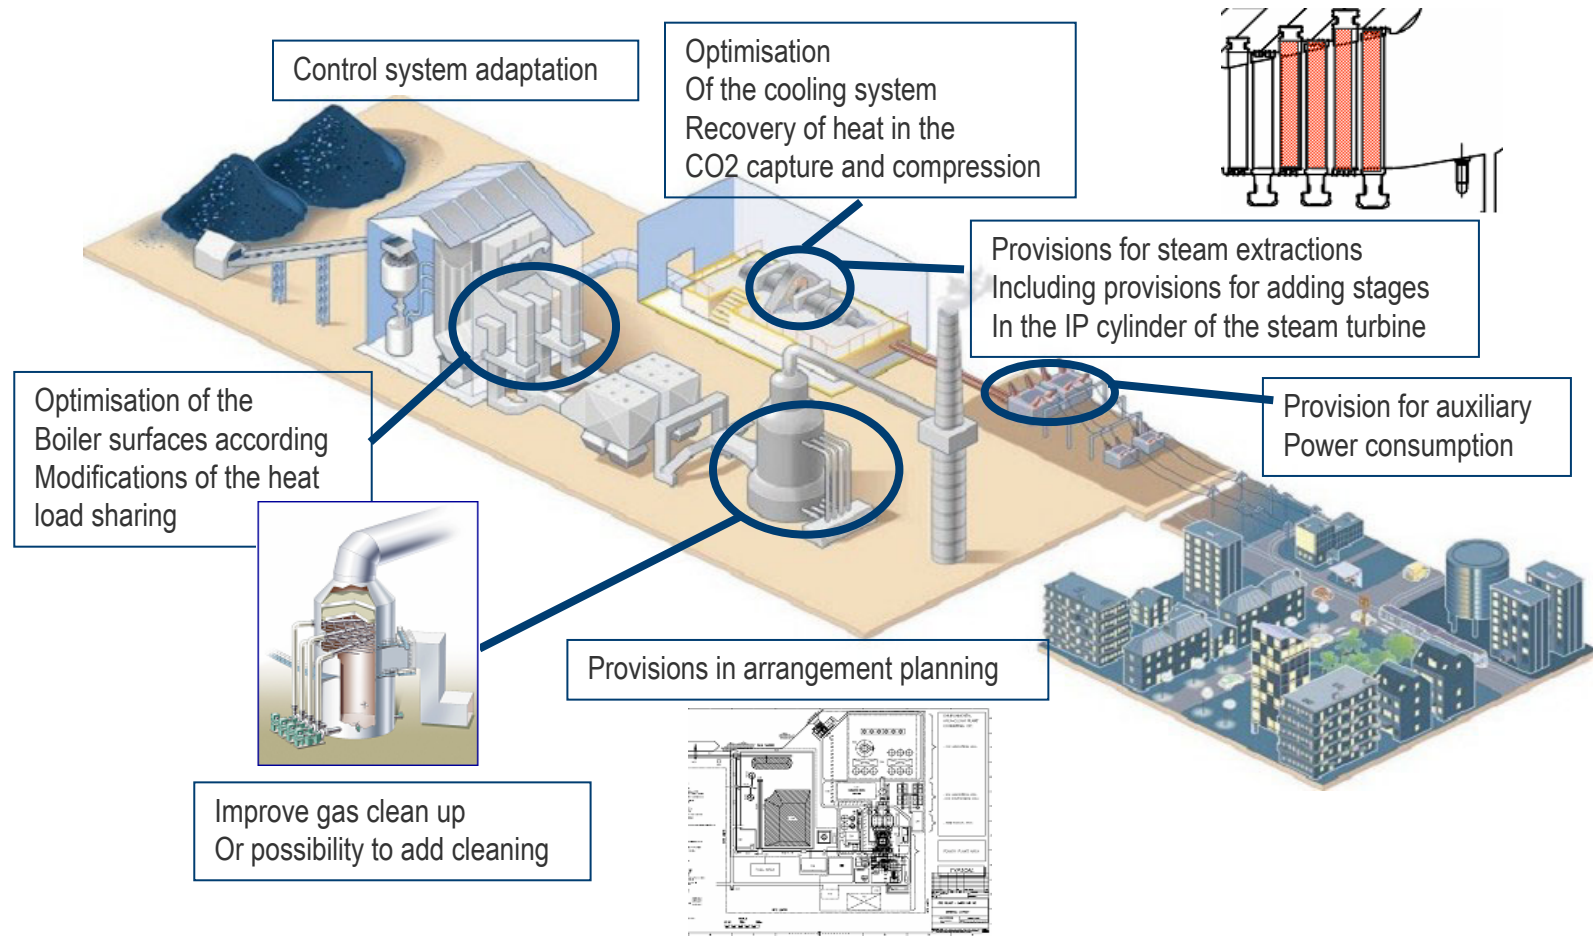 Control system adaptation
Optimisation
Of the cooling system
Recovery of heat in the
CO2 capture and compression
Provisions for steam extractions
Including provisions for adding stages
In the IP cylinder of the steam turbine
Provision for auxiliary
Power consumption
Optimisation of the
Boiler surfaces according
Modifications of the heat
load sharing
Provisions in arrangement planning
Improve gas clean up
Or possibility to add cleaning
TYPICAL